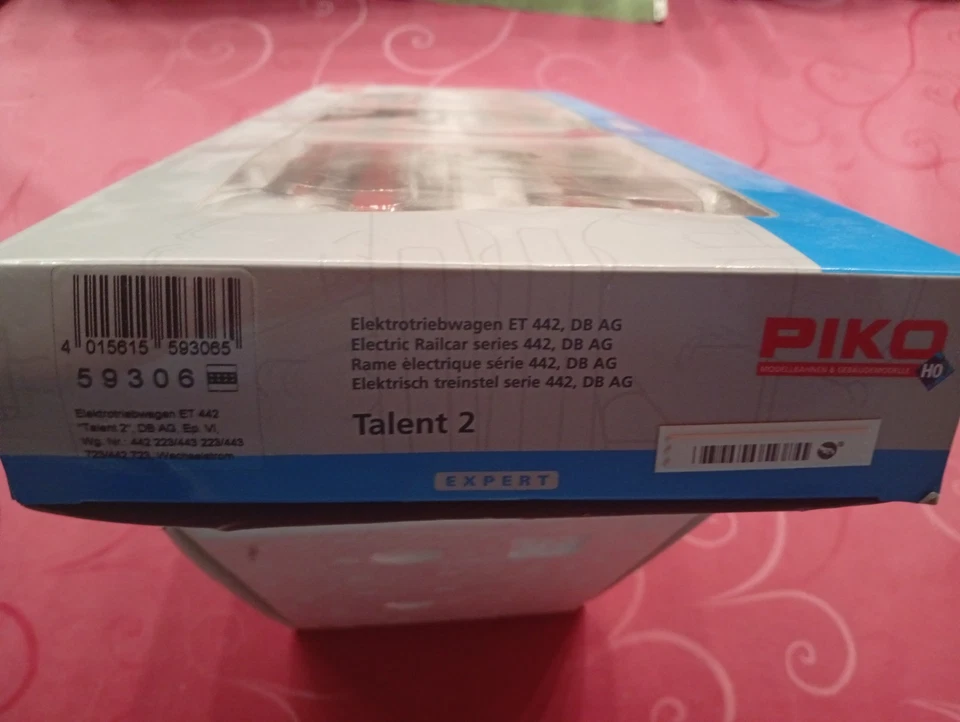 4 015615 593065
59306
Elektrotriebwagen ET 442
"Talent 2", DB AG, Ep. VI,
Wg. Nr.: 442 223/443 223/443
723/442 723, Wechselstrom
Elektrotriebwagen ET 442, DB AG
Electric Railcar series 442, DB AG
Rame èlectrique série 442, DB AG
Elektrisch treinstel serie 442, DB AG
Talent 2
PIKO
MODELLBAHNEN & GEBÄUDEMODELLE
H0
EXPERT